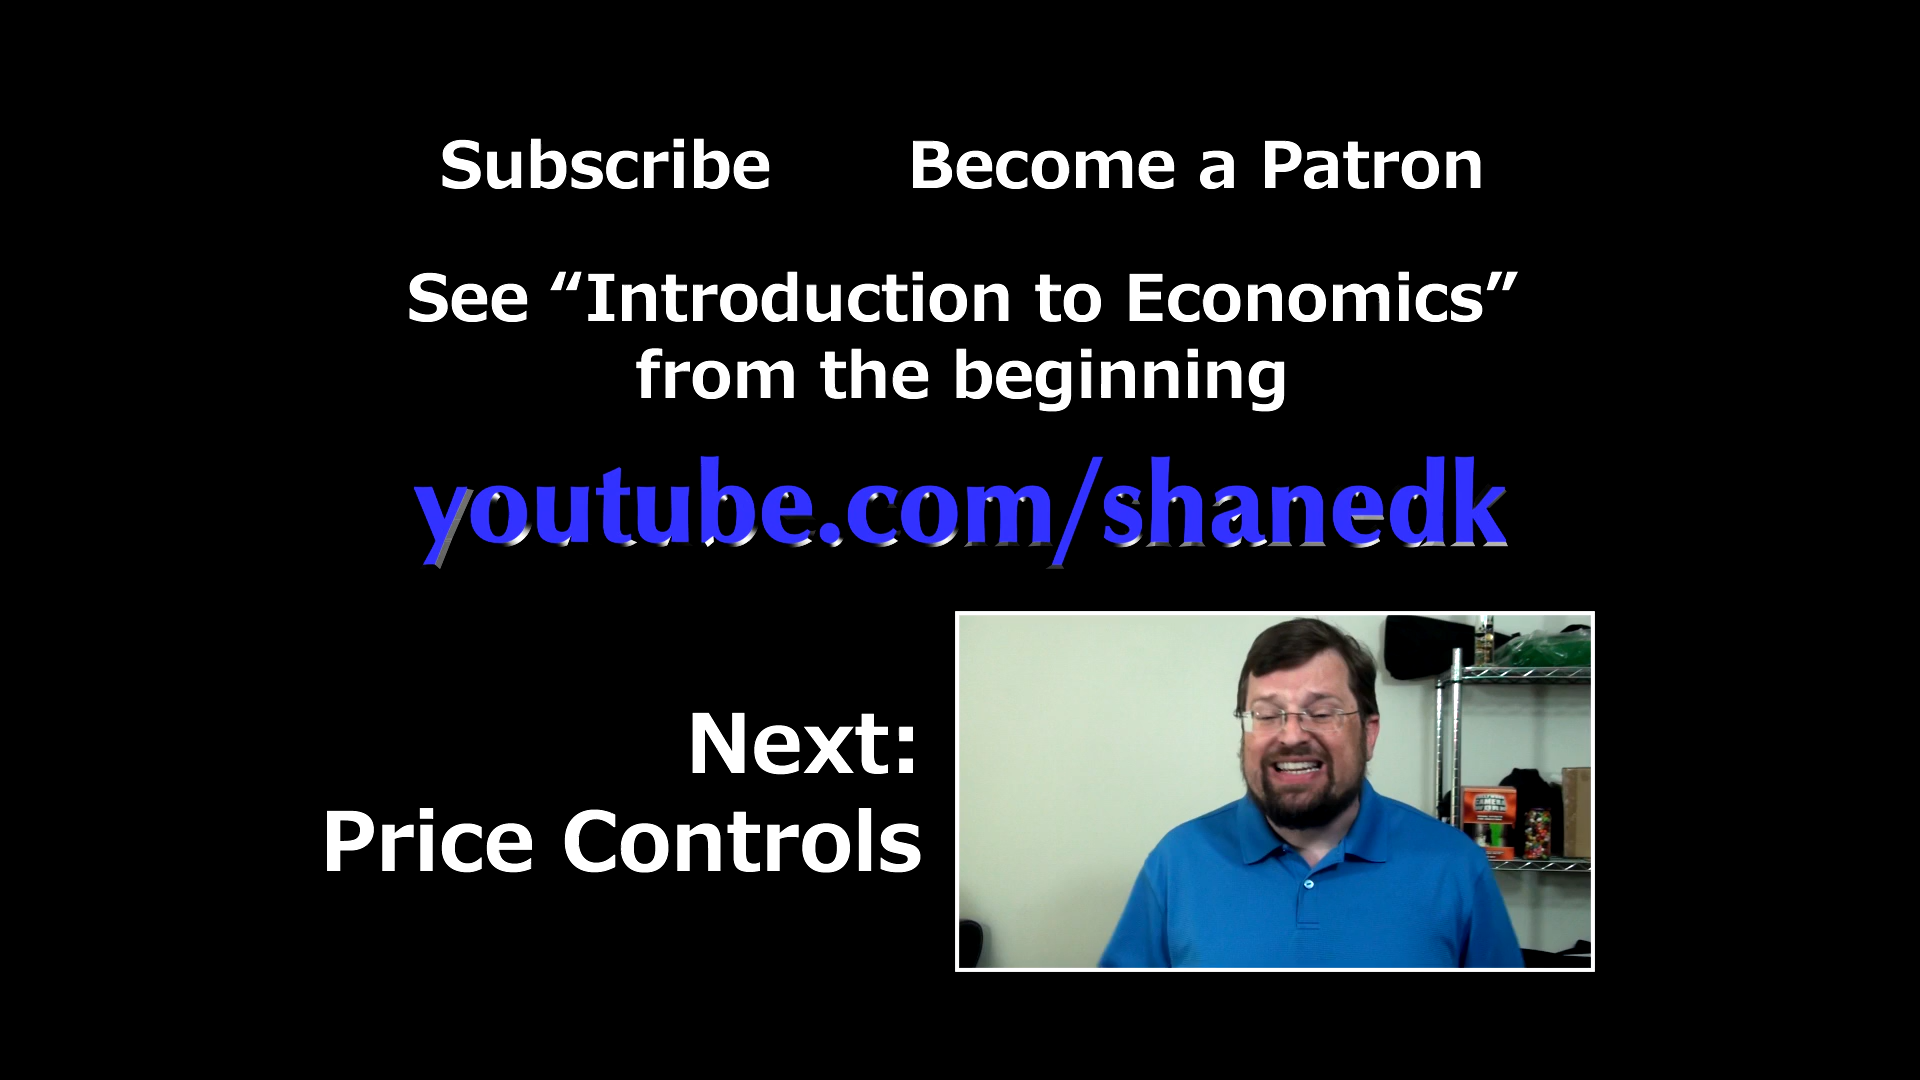 Subscribe
Become a Patron
See “Introduction to Economics”
from the beginning
youtube.com/shanedk
Next:
Price Controls